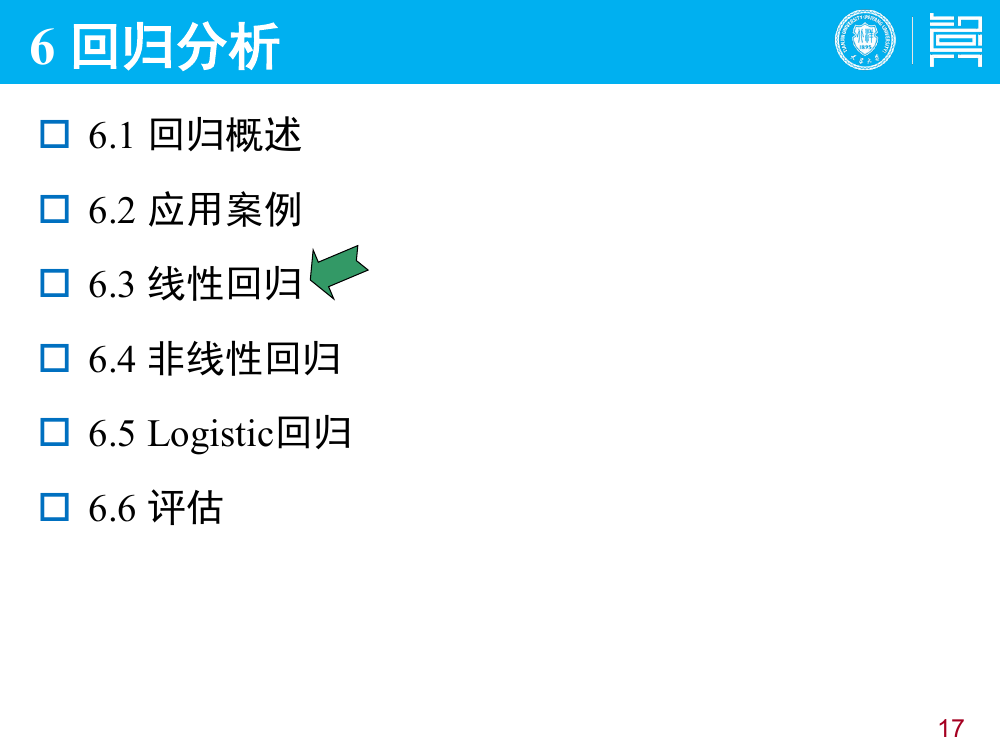 6 回归分析
6.1 回归概述
6.2 应用案例
6.3 线性回归
6.4 非线性回归
6.5 Logistic回归
6.6 评估
17